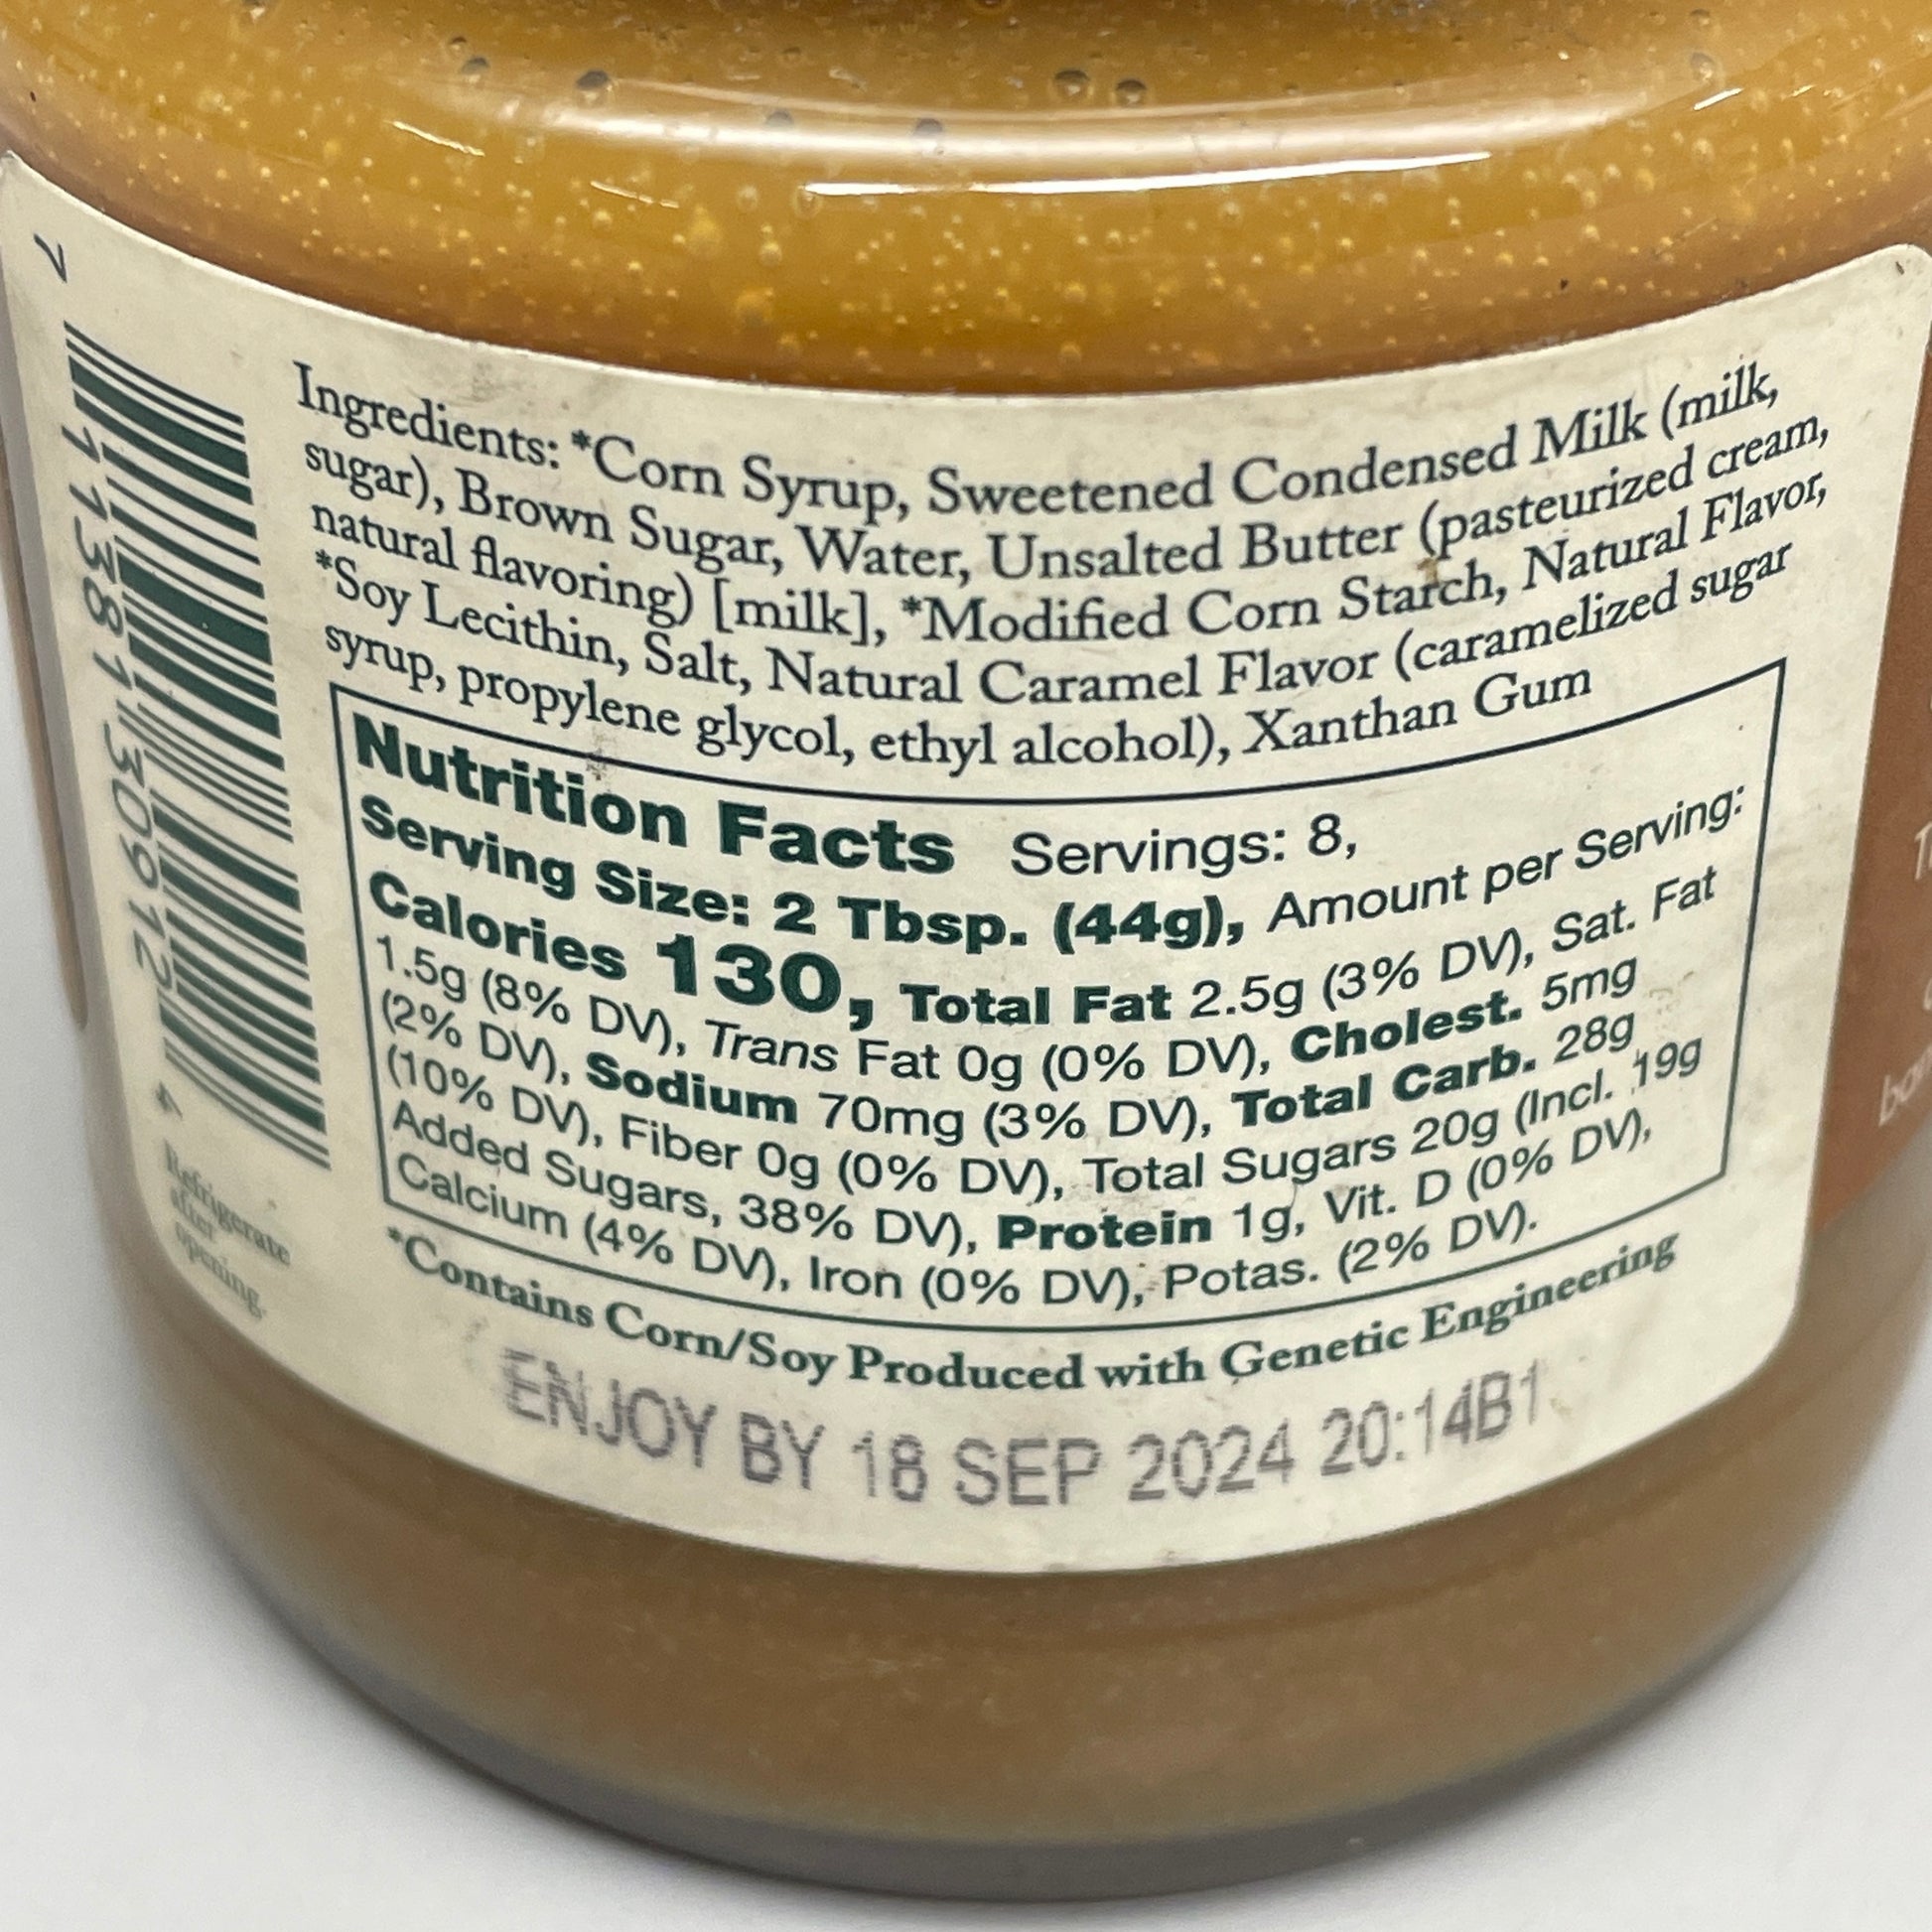 Ingredients: *Corn Syrup, Sweetened Condensed Milk (milk,
sugar), Brown Sugar, Water, Unsalted Butter (pasteurized cream,
natural flavoring) [milk], *Modified Corn Starch, Natural Flavor,
*Soy Lecithin, Salt, Natural Caramel Flavor (caramelized sugar
syrup, propylene glycol, ethyl alcohol), Xanthan Gum
Nutrition Facts Servings: 8,
Serving Size: 2 Tbsp. (44g), Amount per Serving:
Calories 130, Total Fat 2.5g (3% DV), Sat. Fat
1.5g (8% DV), Trans Fat 0g (0% DV), Cholest. 5mg
(2% DV), Sodium 70mg (3% DV), Total Carb. 28g
(10% DV), Fiber 0g (0% DV), Total Sugars 20g (Incl. 19g
Added Sugars, 38% DV), Protein 1g, Vit. D (0% DV),
Calcium (4% DV), Iron (0% DV), Potas. (2% DV).
*Contains Corn/Soy Produced with Genetic Engineering
ENJOY BY 18 SEP 2024 20:14B1
7 11381 30912 4
Refrigerate
after
opening.